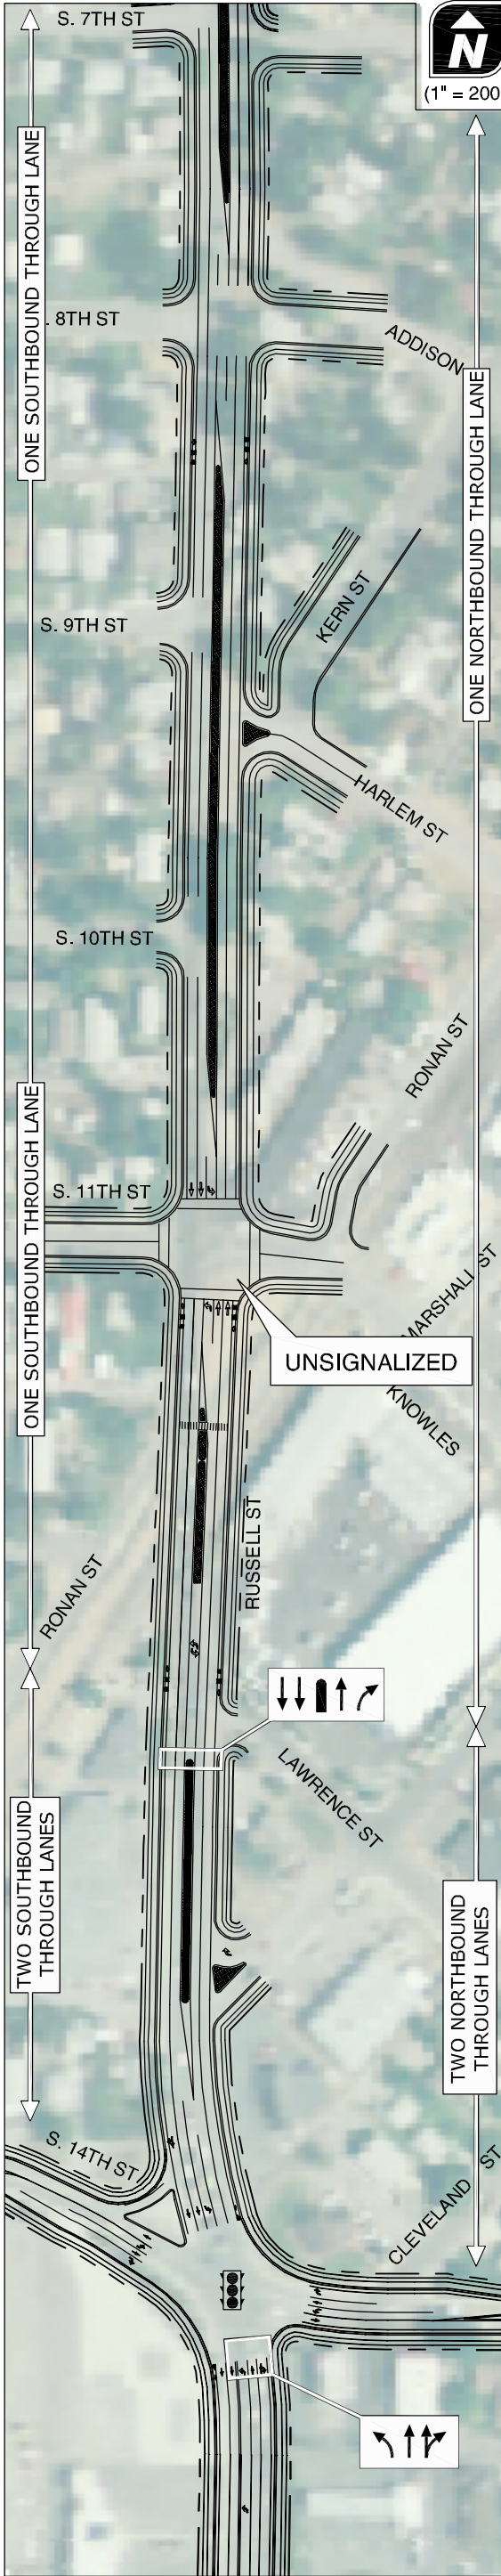 S. 7TH ST
N
(1" = 200
ONE SOUTHBOUND THROUGH LANE
. 8TH ST
ADDISON
ONE NORTHBOUND THROUGH LANE
KERN ST
S. 9TH ST
HARLEM ST
S. 10TH ST
RONAN ST
ONE SOUTHBOUND THROUGH LANE
S. 11TH ST
MARSHALL ST
UNSIGNALIZED
KNOWLES
RUSSELL ST
RONAN ST
LAWRENCE ST
TWO SOUTHBOUND
THROUGH LANES
TWO NORTHBOUND
THROUGH LANES
S. 14TH ST
CLEVELAND ST